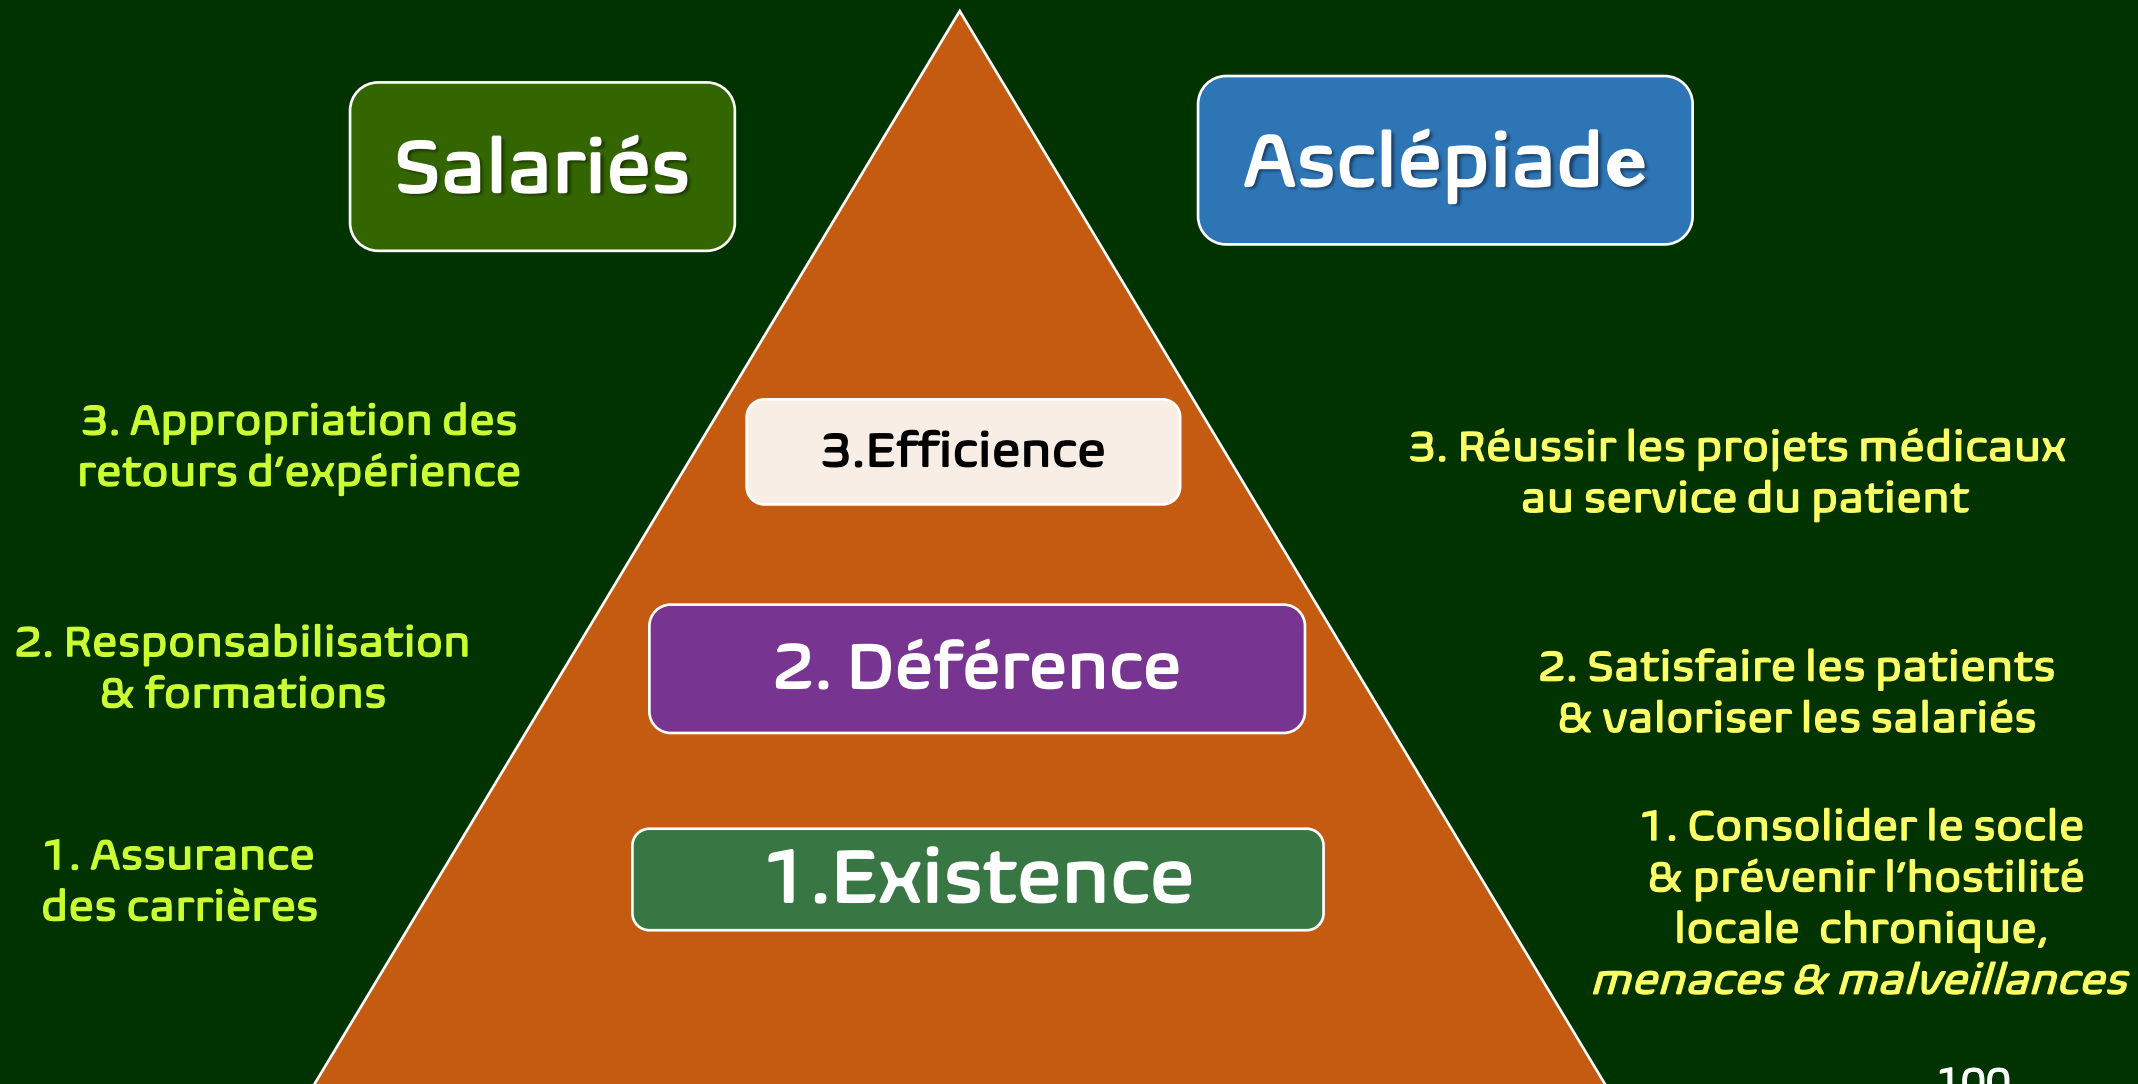 Salariés
Asclépiade
3. Appropriation des
retours d’expérience
3.Efficience
3. Réussir les projets médicaux
au service du patient
2. Responsabilisation
& formations
2. Déférence
2. Satisfaire les patients
& valoriser les salariés
1. Assurance
des carrières
1.Existence
1. Consolider le socle
& prévenir l’hostilité
locale chronique,
menaces & malveillances
100